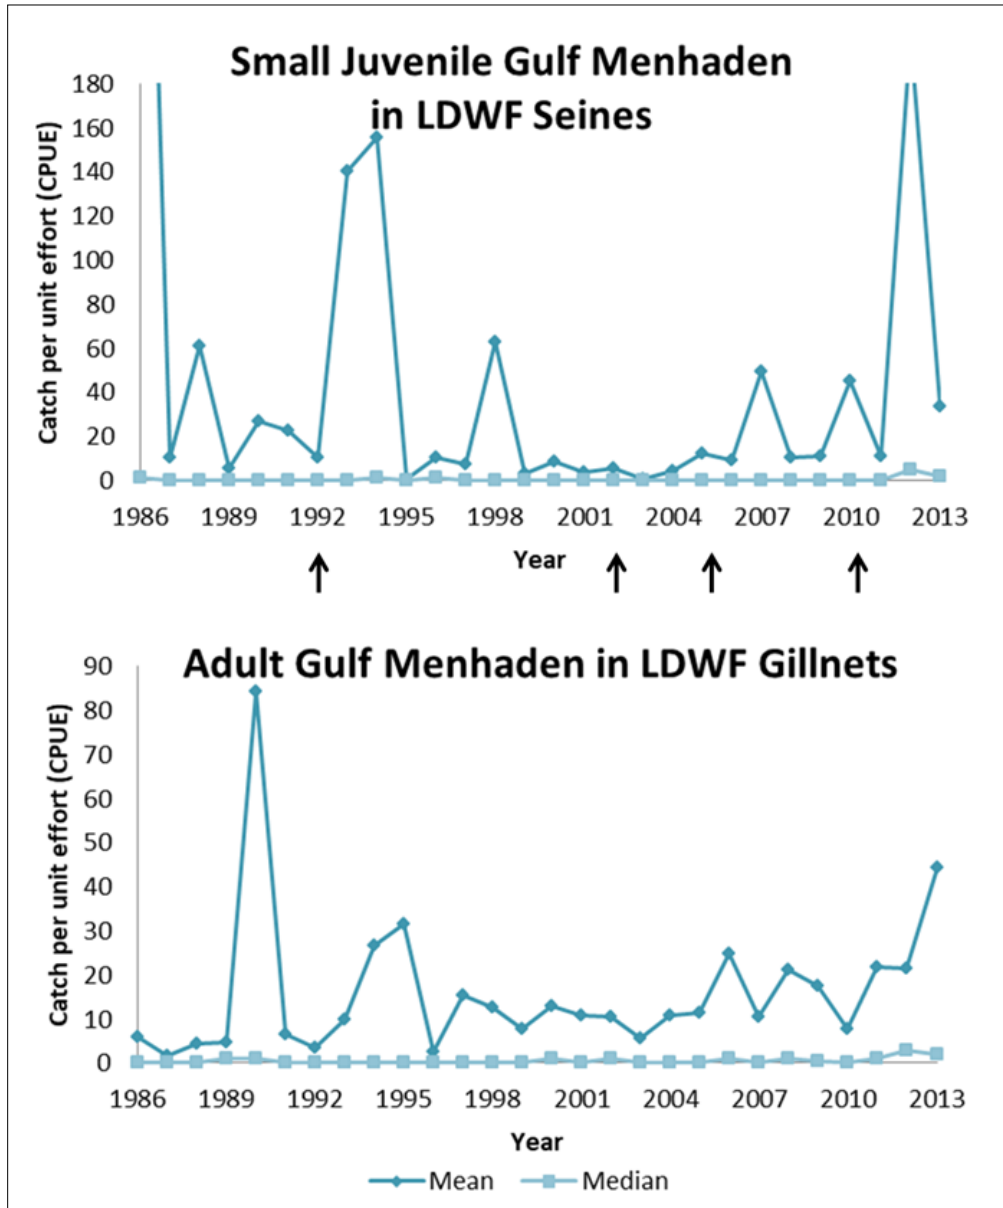 Small Juvenile Gulf Menhaden
in LDWF Seines
Catch per unit effort (CPUE)
180
160
140
120
100
80
60
40
20
0
1986 1989 1992 1995 1998 2001 2004 2007 2010 2013
Year
Adult Gulf Menhaden in LDWF Gillnets
Catch per unit effort (CPUE)
90
80
70
60
50
40
30
20
10
0
1986 1989 1992 1995 1998 2001 2004 2007 2010 2013
Year
Mean Median